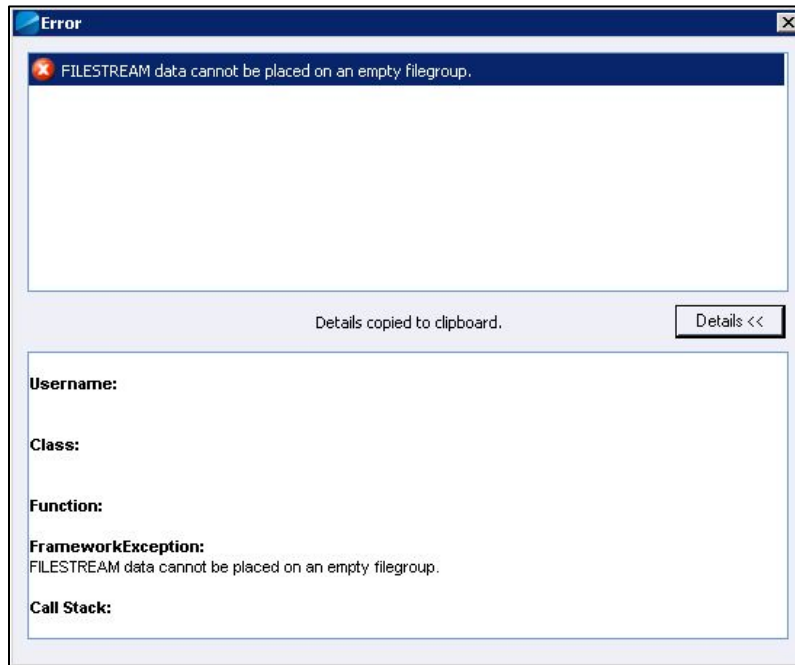 Error
FILESTREAM data cannot be placed on an empty filegroup.
Details copied to clipboard.
Details <<
Username:
Class:
Function:
FrameworkException:
FILESTREAM data cannot be placed on an empty filegroup.
Call Stack: